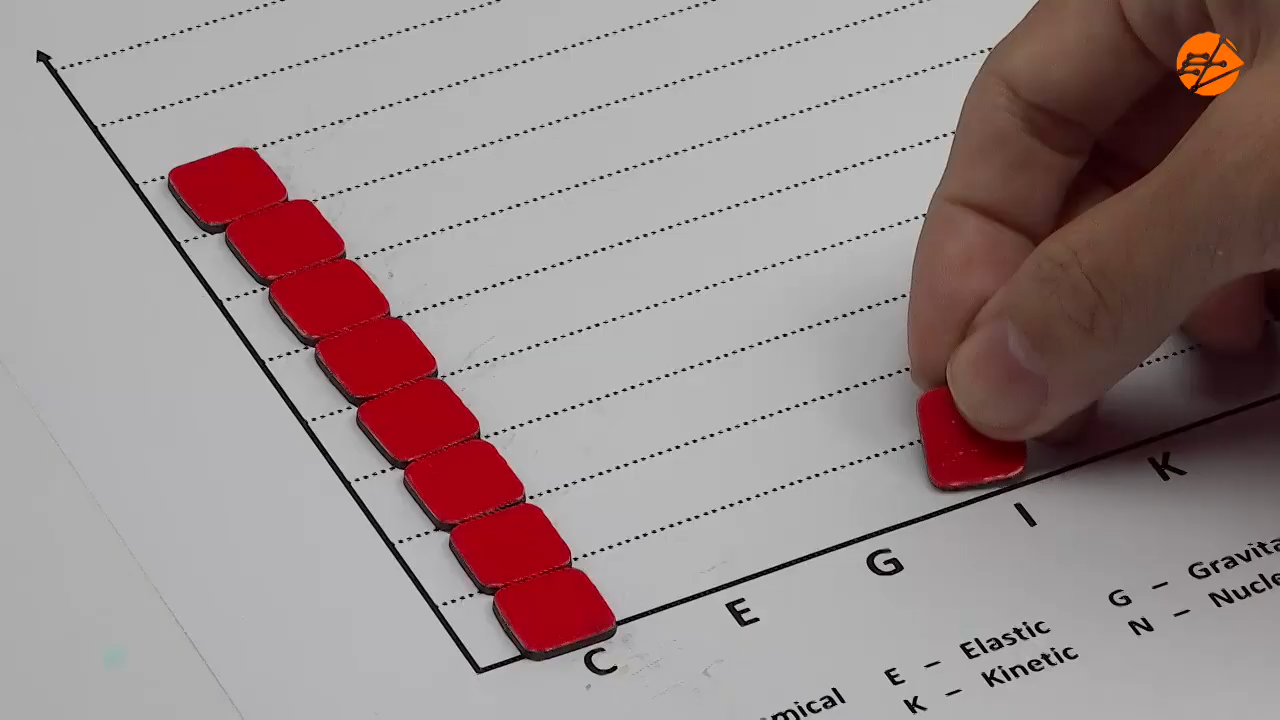 C E G I K
mical E – Elastic G – Gravita
K – Kinetic N – Nucle